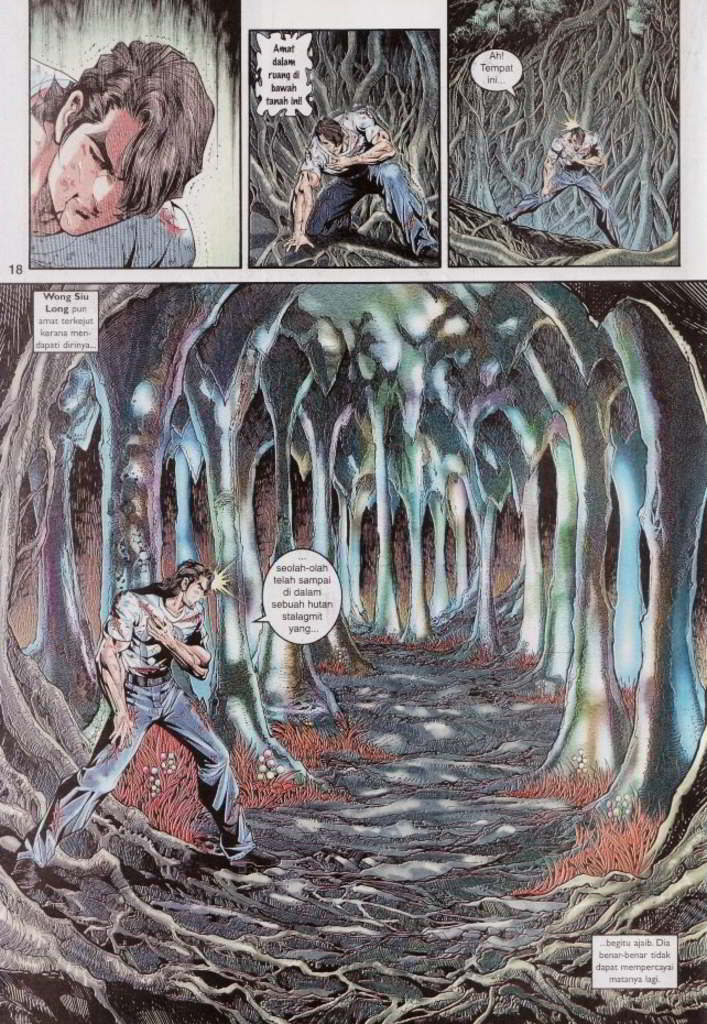 Amat
dalam
ruang di
bawah
tanah ini!
Ah!
Tempat
ini...
18
Wong Siu
Long pun
amat terkejut
kerana men-
dapati dirinya...
...
seolah-olah
telah sampai
di dalam
sebuah hutan
stalagmit
yang...
...begitu ajaib. Dia
benar-benar tidak
dapat mempercayai
matanya lagi.